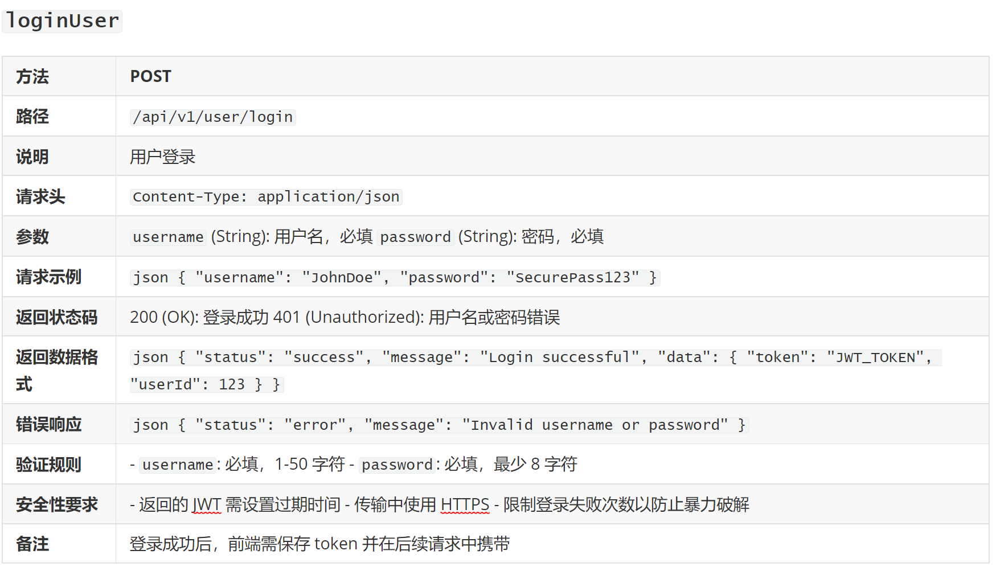 loginUser
方法 POST
路径 /api/v1/user/login
说明 用户登录
请求头 Content-Type: application/json
参数 username (String): 用户名，必填 password (String): 密码，必填
请求示例 json { "username": "JohnDoe", "password": "SecurePass123" }
返回状态码 200 (OK): 登录成功 401 (Unauthorized): 用户名或密码错误
返回数据格 json { "status": "success", "message": "Login successful", "data": { "token": "JWT_TOKEN",
式 "userId": 123 } }
错误响应 json { "status": "error", "message": "Invalid username or password" }
验证规则 - username: 必填，1-50 字符 - password: 必填，最少 8 字符
安全性要求 - 返回的 JWT 需设置过期时间 - 传输中使用 HTTPS - 限制登录失败次数以防止暴力破解
备注 登录成功后，前端需保存 token 并在后续请求中携带